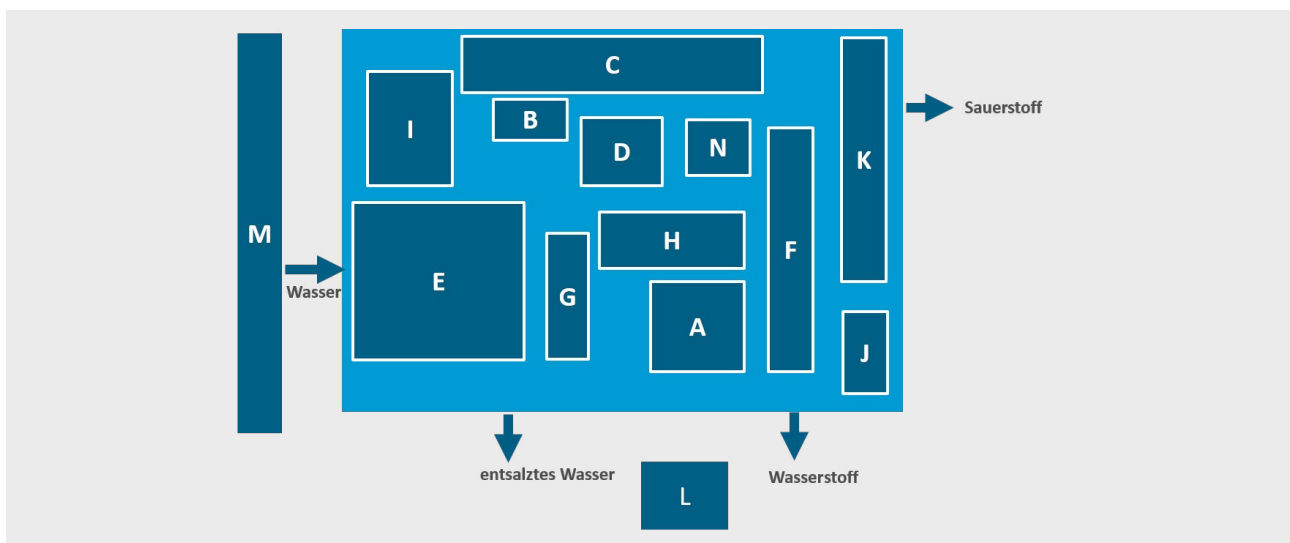 C
I
B
D
N
K
Sauerstoff
M
Wasser
E
G
H
F
A
J
entsalztes Wasser
Wasserstoff
L